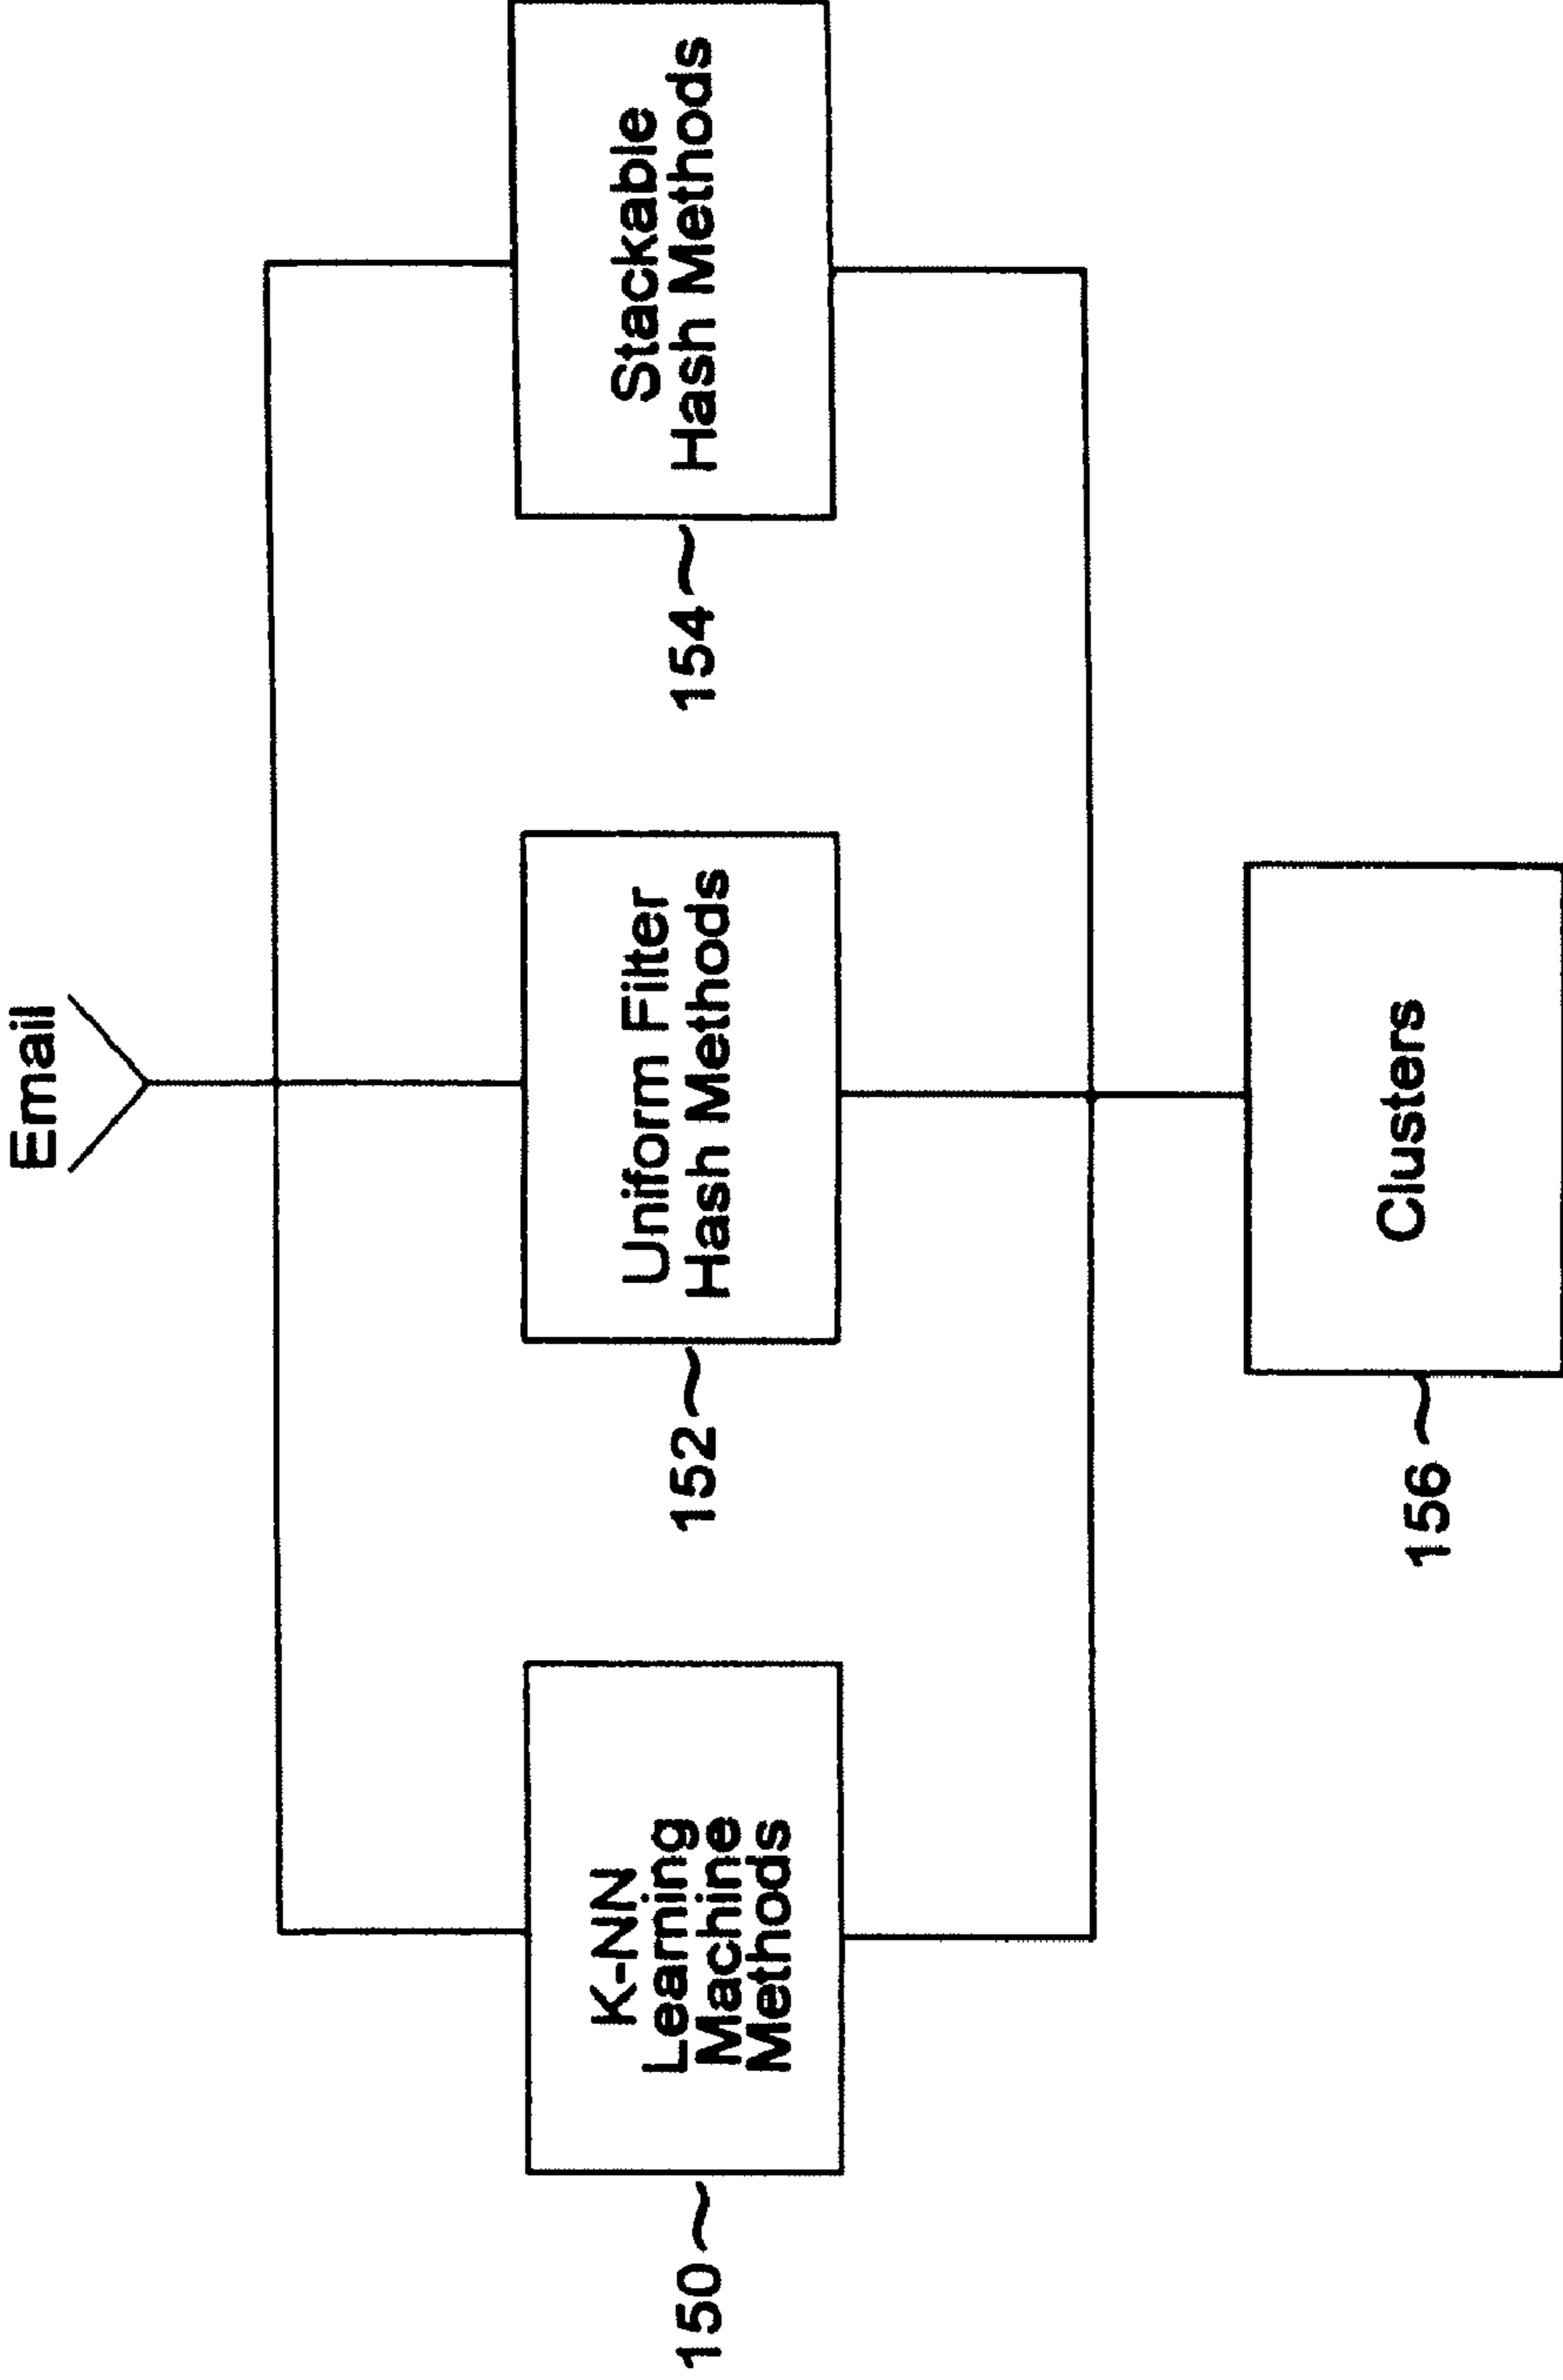 Email
150
K-NN
Learning
Machine
Methods
152
Uniform Filter
Hash Methods
154
Stackable
Hash Methods
156
Clusters